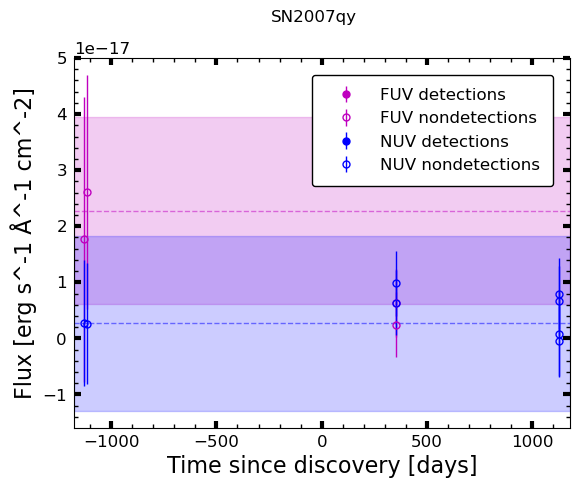 SN2007qy
1e−17
5
4
3
2
1
0
−1
Flux [erg s^-1 Å^-1 cm^-2]
FUV detections
FUV nondetections
NUV detections
NUV nondetections
−1000 −500 0 500 1000
Time since discovery [days]